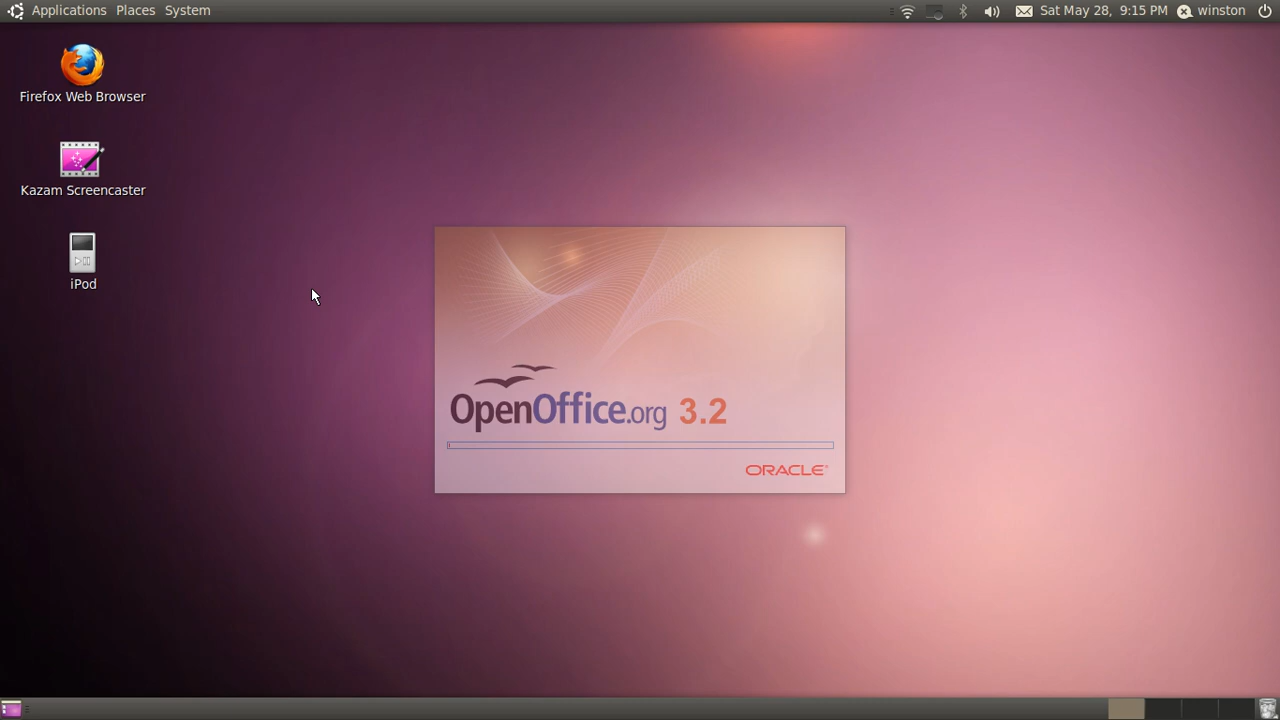 Applications Places System
Sat May 28, 9:15 PM winston
Firefox Web Browser
Kazam Screencaster
iPod
OpenOffice.org 3.2
ORACLE